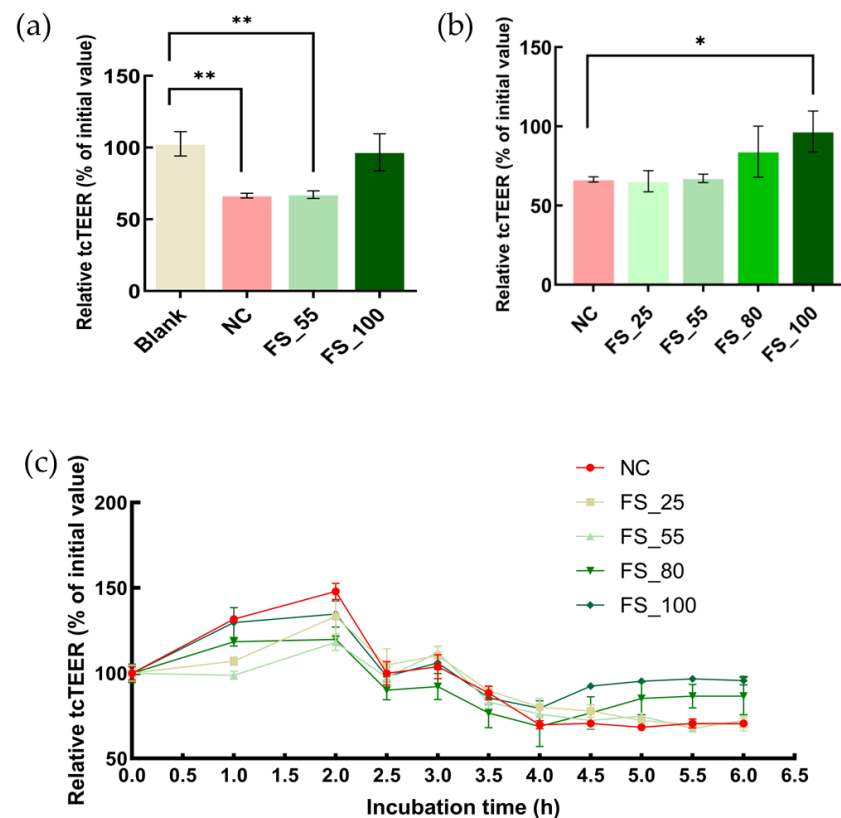 (a)
**
**
Relative tcTEER (% of initial value)
150
100
50
0
Blank
NC
FS_55
FS_100
(b)
*
Relative tcTEER (% of initial value)
150
100
50
0
NC
FS_25
FS_55
FS_80
FS_100
(c)
NC
FS_25
FS_55
FS_80
FS_100
Relative tcTEER (% of initial value)
200
150
100
50
0.0 0.5 1.0 1.5 2.0 2.5 3.0 3.5 4.0 4.5 5.0 5.5 6.0 6.5
Incubation time (h)